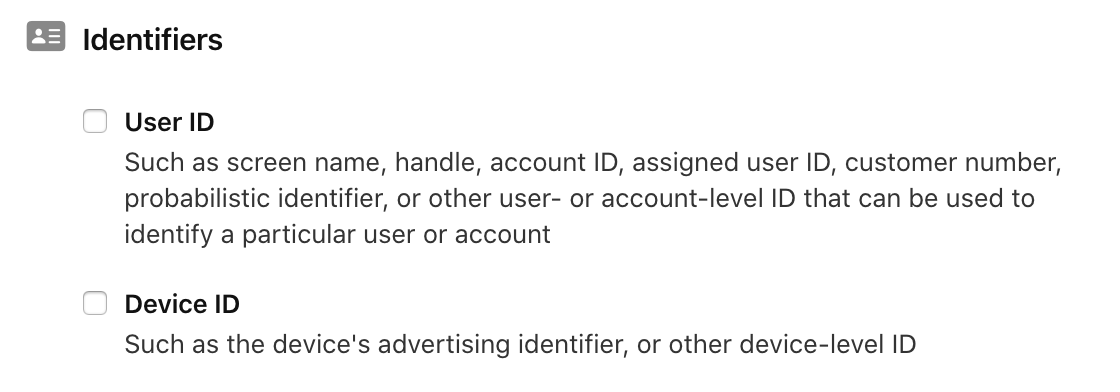 Identifiers
User ID
Such as screen name, handle, account ID, assigned user ID, customer number,
probabilistic identifier, or other user- or account-level ID that can be used to
identify a particular user or account
Device ID
Such as the device's advertising identifier, or other device-level ID